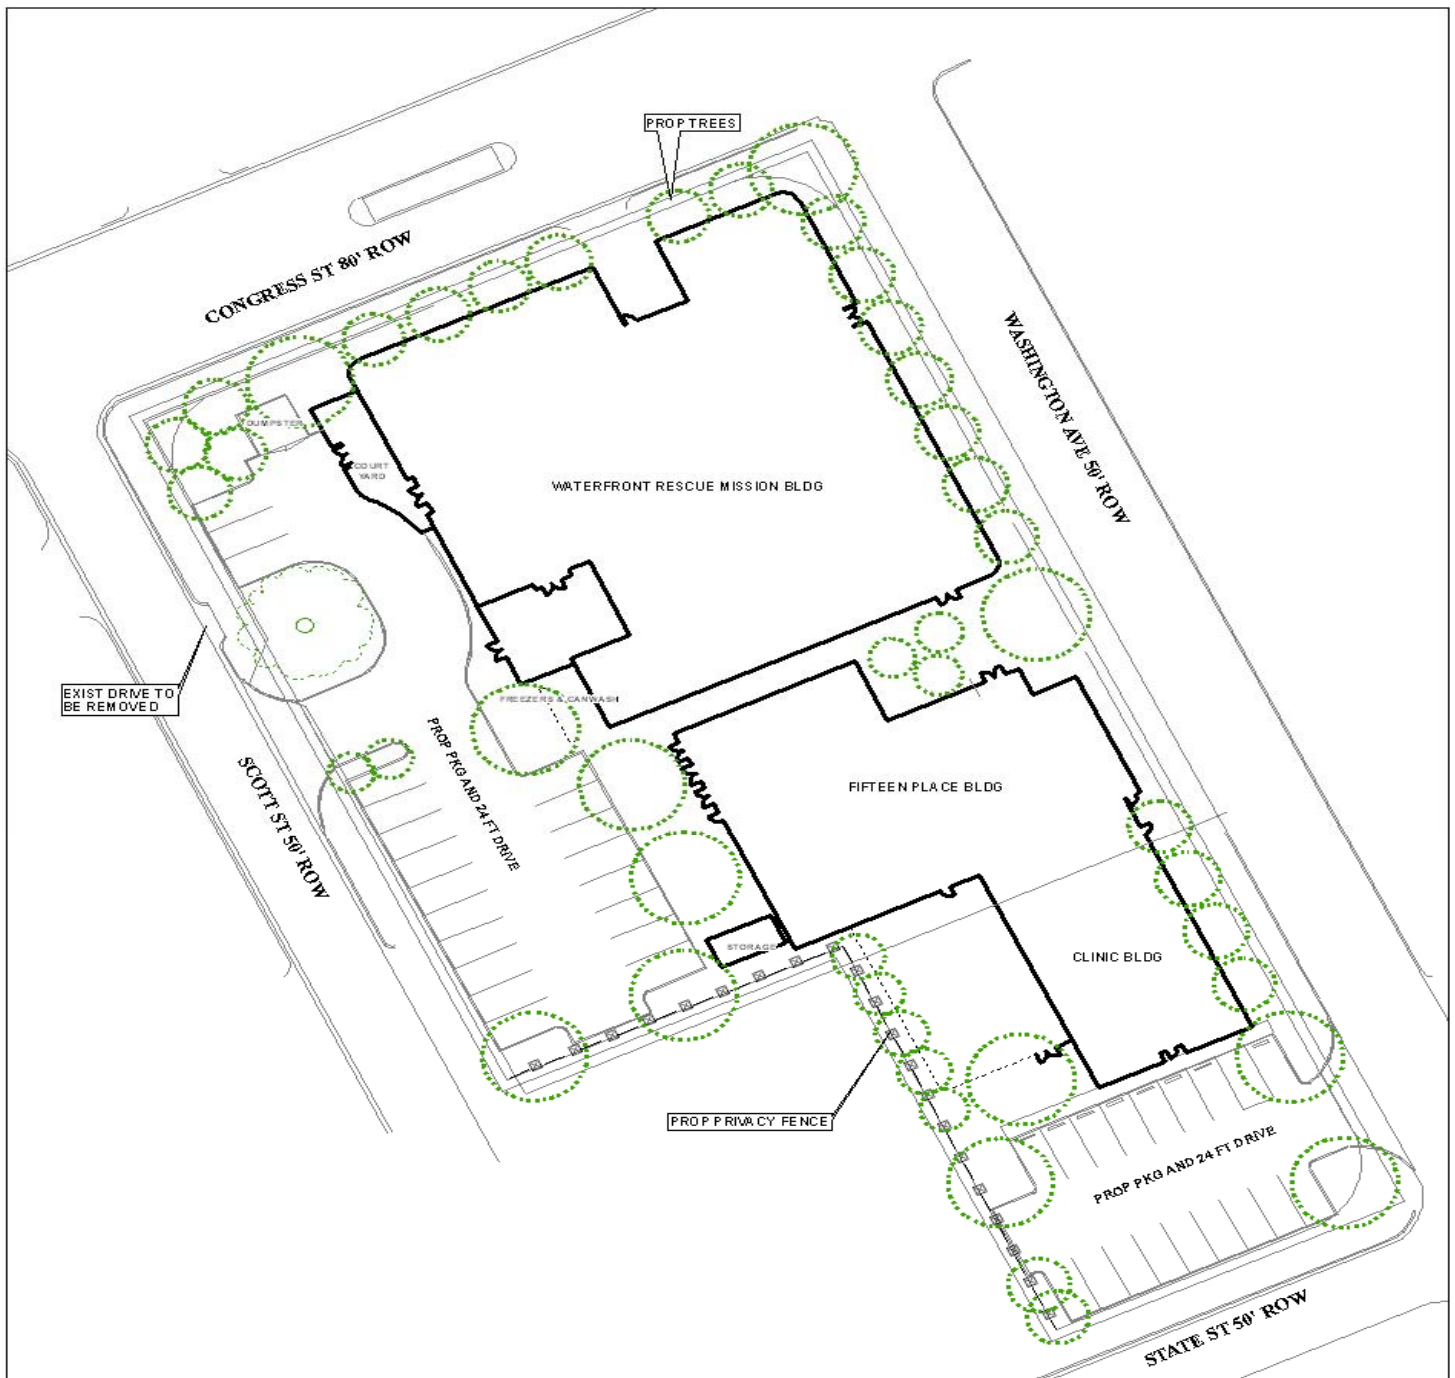 PROP TREES
CONGRESS ST 80' ROW
WASHINGTON AVE 50' ROW
DUMPSTER
COURT
YARD
WATERFRONT RESCUE MISSION BLDG
EXIST DRIVE TO
BE REMOVED
FREEZERS & CANWASH
PROP PKG AND 24 FT DRIVE
SCOTT ST 50' ROW
FIFTEEN PLACE BLDG
STORAGE
CLINIC BLDG
PROP PRIVACY FENCE
PROP PKG AND 24 FT DRIVE
STATE ST 50' ROW